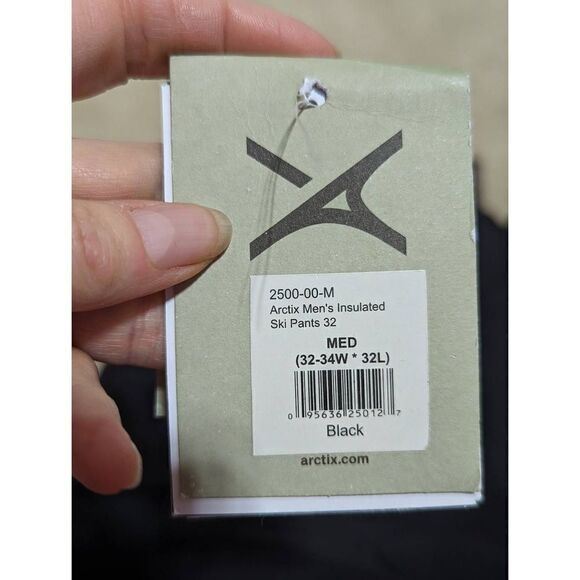 2500-00-M
Arctix Men's Insulated
Ski Pants 32
MED
(32-34W * 32L)
0 95636 25012 7
Black
arctix.com